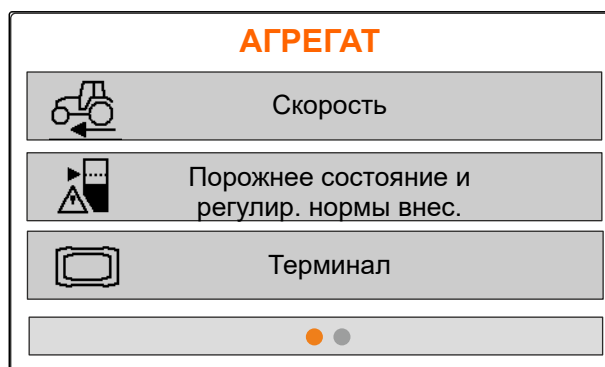 АГРЕГАТ
Скорость
Порожнее состояние и
регулир. нормы внес.
Терминал